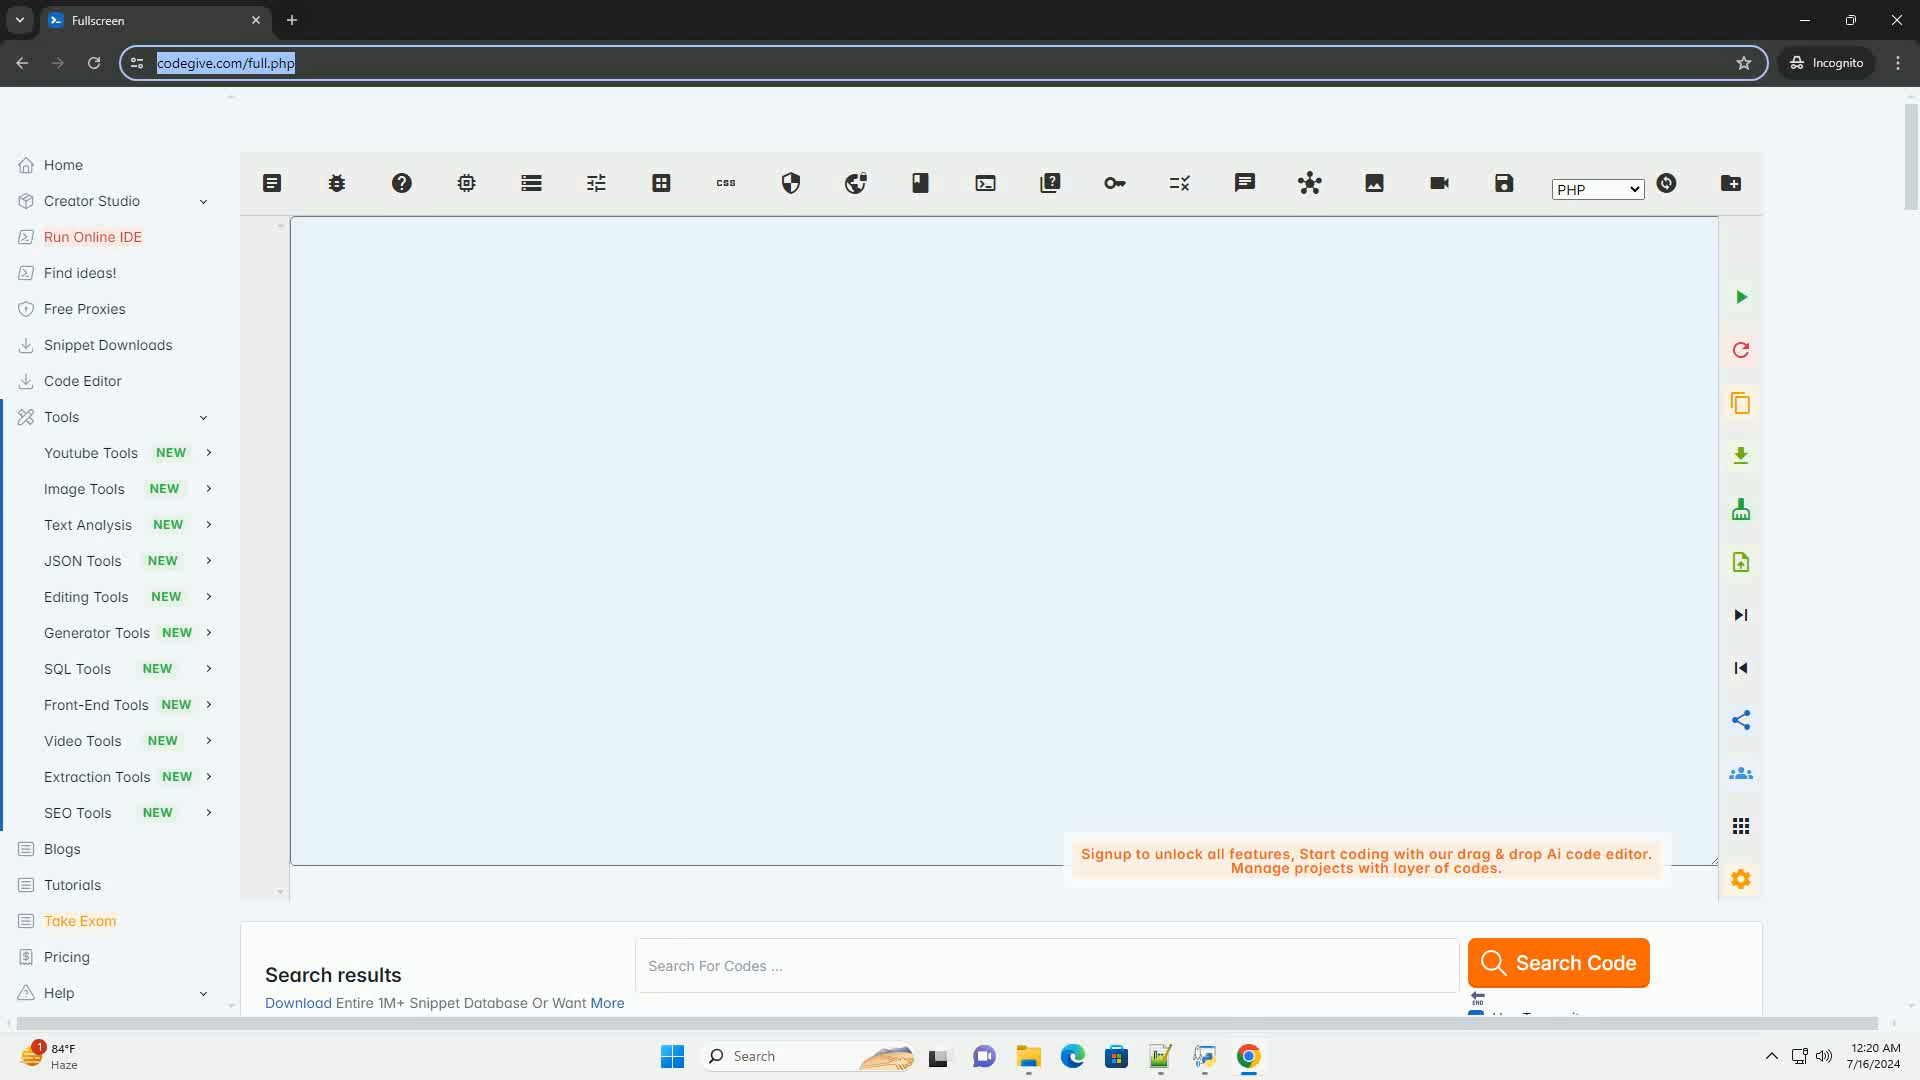 Fullscreen
codegive.com/full.php
Incognito
Home
Creator Studio
Run Online IDE
Find ideas!
Free Proxies
Snippet Downloads
Code Editor
Tools
Youtube Tools NEW
Image Tools NEW
Text Analysis NEW
JSON Tools NEW
Editing Tools NEW
Generator Tools NEW
SQL Tools NEW
Front-End Tools NEW
Video Tools NEW
Extraction Tools NEW
SEO Tools NEW
Blogs
Tutorials
Take Exam
Pricing
Help
css
PHP
Signup to unlock all features, Start coding with our drag & drop Ai code editor.
Manage projects with layer of codes.
Search results
Download Entire 1M+ Snippet Database Or Want More
Search For Codes ...
Search Code
END
1
84°F
Haze
Search
12:20 AM
7/16/2024